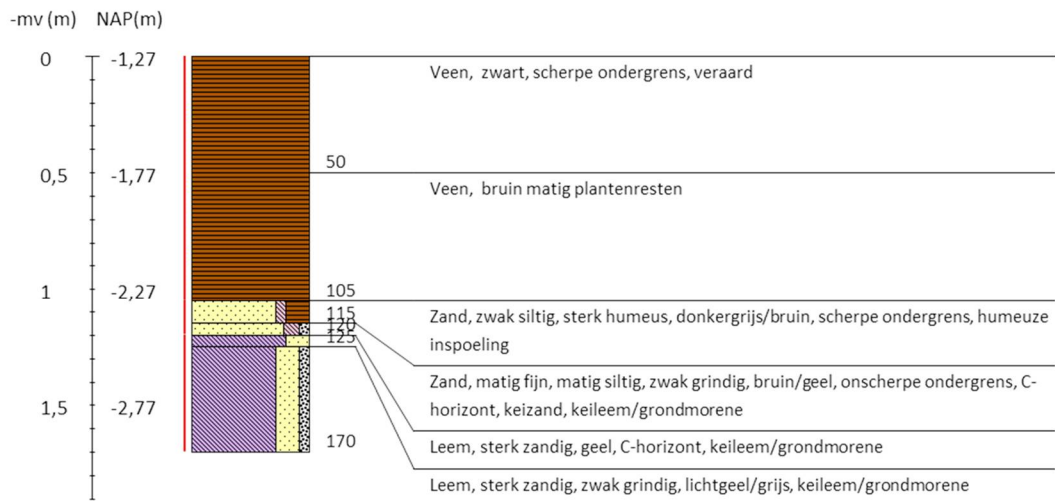 -mv (m) NAP(m)
0 -1,27
Veen, zwart, scherpe ondergrens, veraard
50
0,5 -1,77
Veen, bruin matig plantenresten
1 -2,27
105
115
Zand, zwak siltig, sterk humeus, donkergrijs/bruin, scherpe ondergrens, humeuze
inspoeling
120
125
Zand, matig fijn, matig siltig, zwak grindig, bruin/geel, onscherpe ondergrens, C-
horizont, keizand, keileem/grondmorene
1,5 -2,77
170
Leem, sterk zandig, geel, C-horizont, keileem/grondmorene
Leem, sterk zandig, zwak grindig, lichtgeel/grijs, keileem/grondmorene